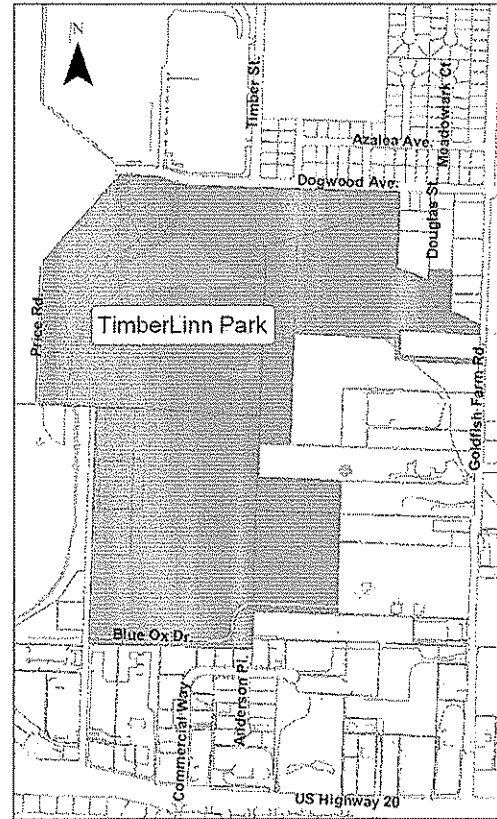 N
Timber St.
Meadowlark Ct.
Azalea Ave.
Dogwood Ave.
Douglas St.
Price Rd.
TimberLinn Park
Goldfish Farm Rd
Blue Ox Dr.
Commercial Way
Anderson Pl.
US Highway 20